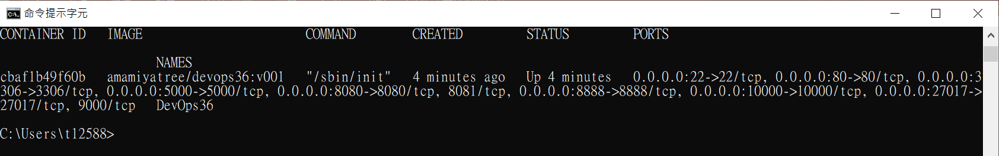 命令提示字元
CONTAINER ID   IMAGE                       COMMAND        CREATED         STATUS         PORTS
NAMES
cbaf1b49f60b   amamiyatree/devops36:v001   "/sbin/init"   4 minutes ago   Up 4 minutes   0.0.0.0:22->22/tcp, 0.0.0.0:80->80/tcp, 0.0.0.0:3
306->3306/tcp, 0.0.0.0:5000->5000/tcp, 0.0.0.0:8080->8080/tcp, 8081/tcp, 0.0.0.0:8888->8888/tcp, 0.0.0.0:10000->10000/tcp, 0.0.0.0:27017->
27017/tcp, 9000/tcp   DevOps36
C:\Users\t12588>